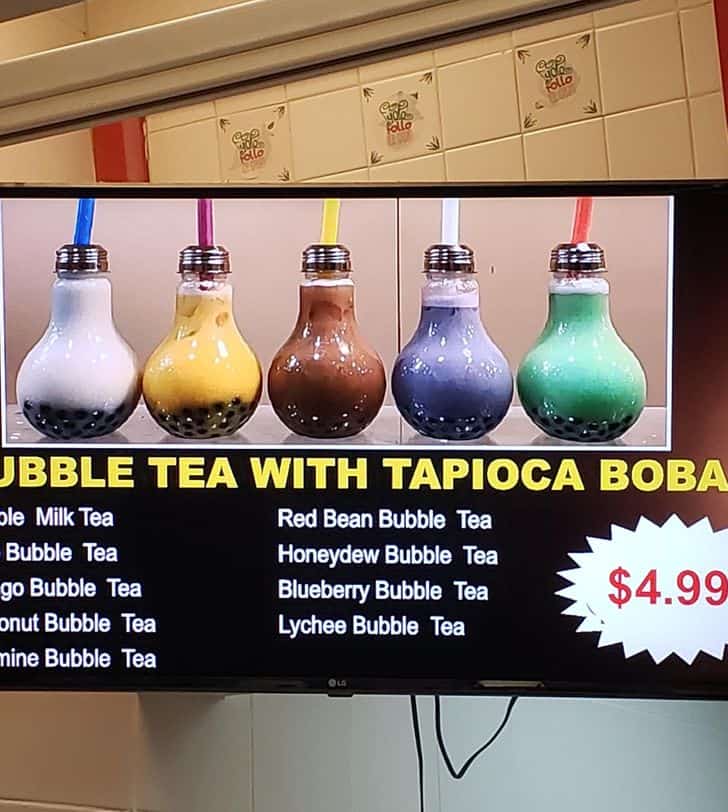 UBBLE TEA WITH TAPIOCA BOBA
ple Milk Tea
Bubble Tea
go Bubble Tea
onut Bubble Tea
mine Bubble Tea
Red Bean Bubble Tea
Honeydew Bubble Tea
Blueberry Bubble Tea
Lychee Bubble Tea
$4.99
LG